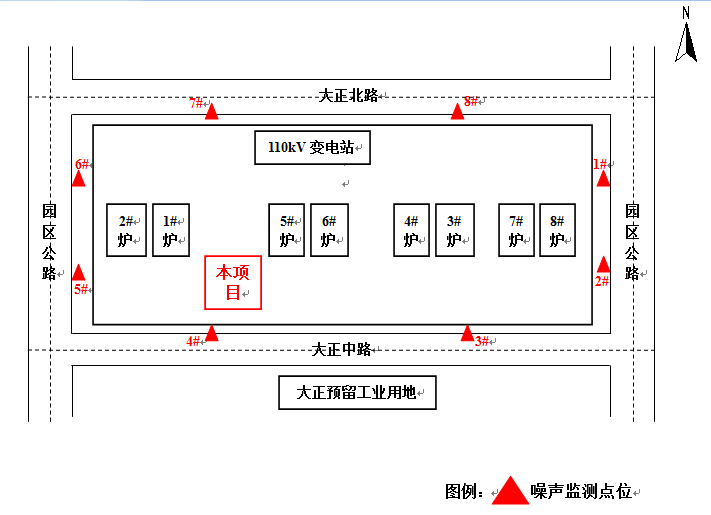 N
大正北路
7#
8#
110kV 变电站
6#
1#
园区公路
2#
炉
1#
炉
5#
炉
6#
炉
4#
炉
3#
炉
7#
炉
8#
炉
园区公路
本项
目
5#
2#
4#
3#
大正中路
大正预留工业用地
图例：
噪声监测点位